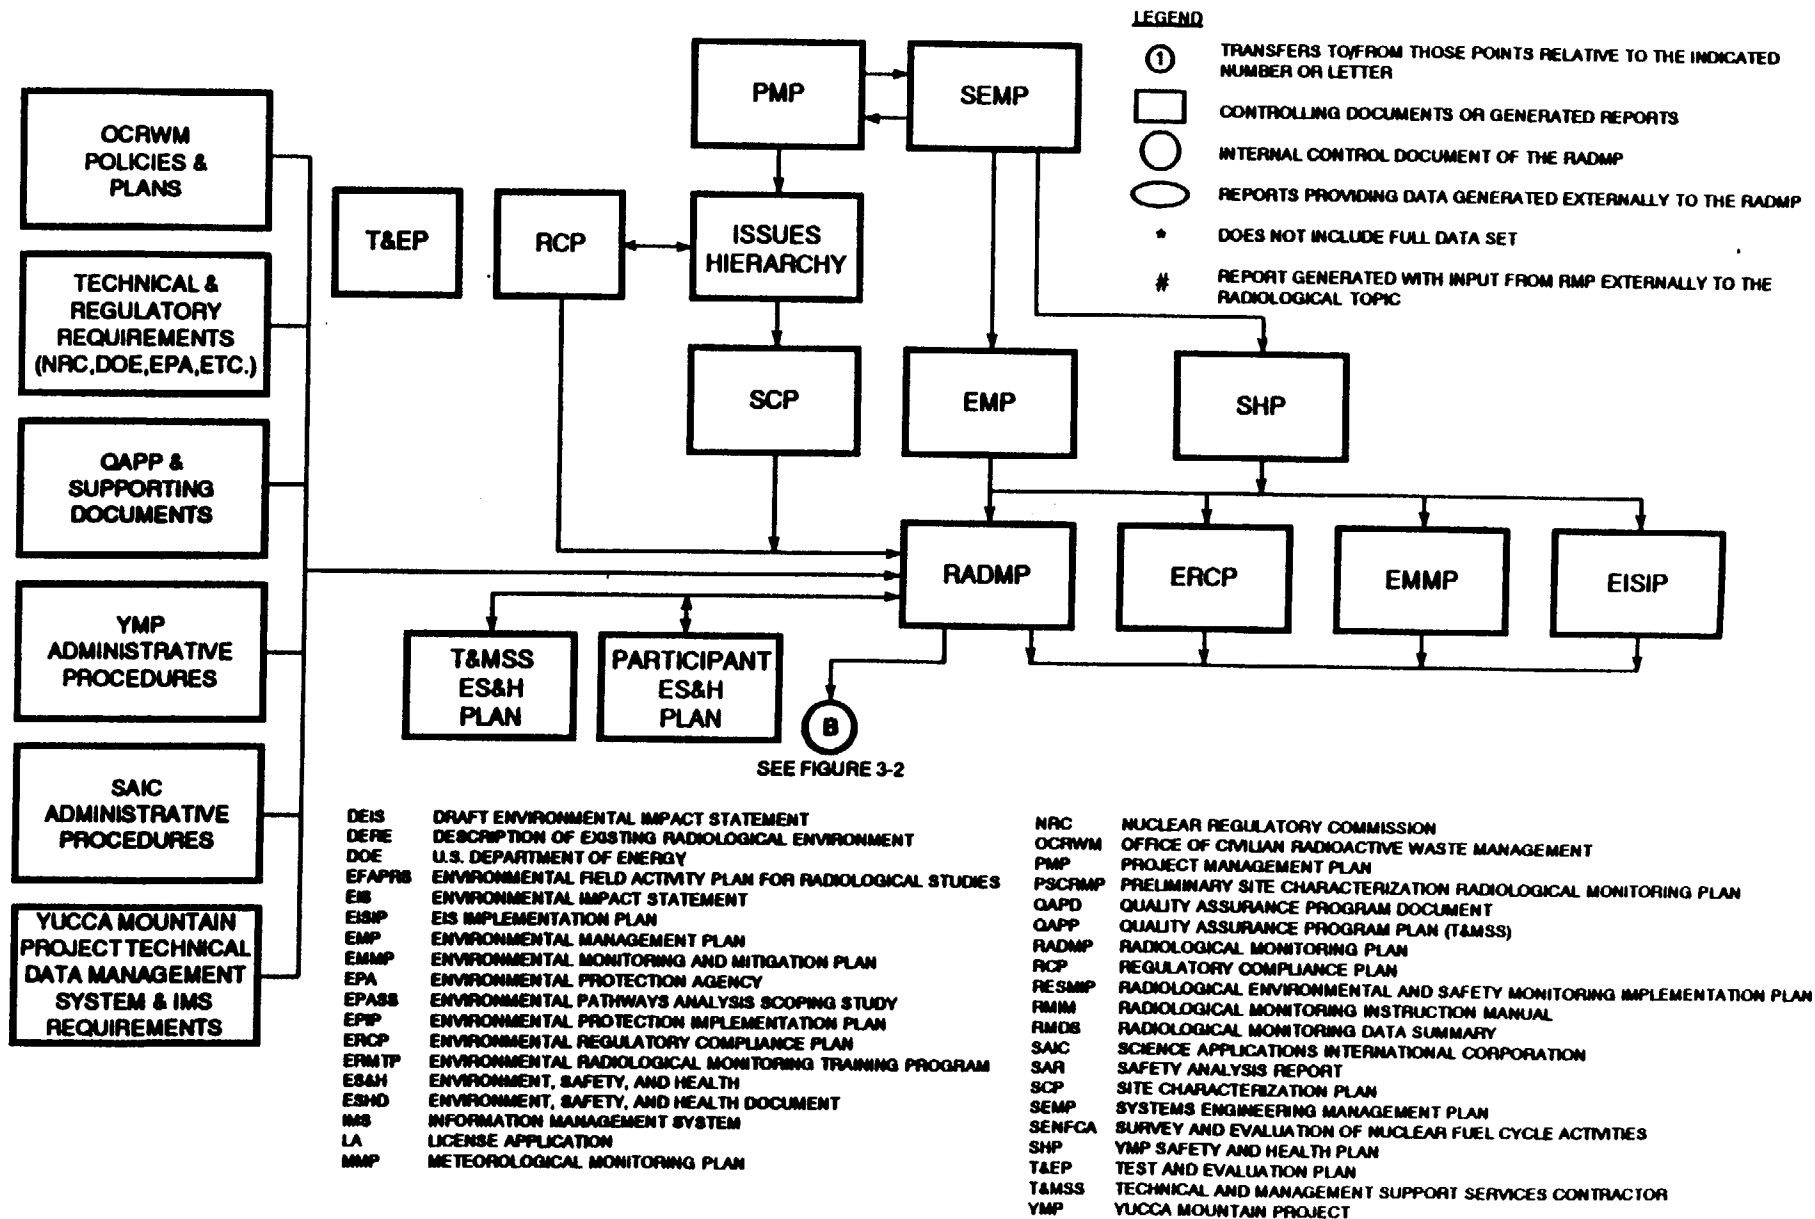 LEGEND
1
TRANSFERS TO/FROM THOSE POINTS RELATIVE TO THE INDICATED
NUMBER OR LETTER
CONTROLLING DOCUMENTS OR GENERATED REPORTS
INTERNAL CONTROL DOCUMENT OF THE RADMP
REPORTS PROVIDING DATA GENERATED EXTERNALLY TO THE RADMP
* DOES NOT INCLUDE FULL DATA SET
# REPORT GENERATED WITH INPUT FROM RMP EXTERNALLY TO THE
RADIOLOGICAL TOPIC
PMP
SEMP
OCRWM
POLICIES &
PLANS
T&EP
RCP
ISSUES
HIERARCHY
TECHNICAL &
REGULATORY
REQUIREMENTS
(NRC,DOE,EPA,ETC.)
SCP
EMP
SHP
QAPP &
SUPPORTING
DOCUMENTS
RADMP
ERCP
EMMP
EISIP
YMP
ADMINISTRATIVE
PROCEDURES
T&MSS
ES&H
PLAN
PARTICIPANT
ES&H
PLAN
B
SEE FIGURE 3-2
SAIC
ADMINISTRATIVE
PROCEDURES
YUCCA MOUNTAIN
PROJECT TECHNICAL
DATA MANAGEMENT
SYSTEM & IMS
REQUIREMENTS
DEIS DRAFT ENVIRONMENTAL IMPACT STATEMENT
DERE DESCRIPTION OF EXISTING RADIOLOGICAL ENVIRONMENT
DOE U.S. DEPARTMENT OF ENERGY
EFAPRS ENVIRONMENTAL FIELD ACTIVITY PLAN FOR RADIOLOGICAL STUDIES
EIS ENVIRONMENTAL IMPACT STATEMENT
EISIP EIS IMPLEMENTATION PLAN
EMP ENVIRONMENTAL MANAGEMENT PLAN
EMMP ENVIRONMENTAL MONITORING AND MITIGATION PLAN
EPA ENVIRONMENTAL PROTECTION AGENCY
EPASS ENVIRONMENTAL PATHWAYS ANALYSIS SCOPING STUDY
EPIP ENVIRONMENTAL PROTECTION IMPLEMENTATION PLAN
ERCP ENVIRONMENTAL REGULATORY COMPLIANCE PLAN
ERMTP ENVIRONMENTAL RADIOLOGICAL MONITORING TRAINING PROGRAM
ES&H ENVIRONMENT, SAFETY, AND HEALTH
ESHD ENVIRONMENT, SAFETY, AND HEALTH DOCUMENT
IMS INFORMATION MANAGEMENT SYSTEM
LA LICENSE APPLICATION
MMP METEOROLOGICAL MONITORING PLAN
NRC NUCLEAR REGULATORY COMMISSION
OCRWM OFFICE OF CIVILIAN RADIOACTIVE WASTE MANAGEMENT
PMP PROJECT MANAGEMENT PLAN
PSCRMP PRELIMINARY SITE CHARACTERIZATION RADIOLOGICAL MONITORING PLAN
QAPD QUALITY ASSURANCE PROGRAM DOCUMENT
QAPP QUALITY ASSURANCE PROGRAM PLAN (T&MSS)
RADMP RADIOLOGICAL MONITORING PLAN
RCP REGULATORY COMPLIANCE PLAN
RESMIP RADIOLOGICAL ENVIRONMENTAL AND SAFETY MONITORING IMPLEMENTATION PLAN
RMIM RADIOLOGICAL MONITORING INSTRUCTION MANUAL
RMDS RADIOLOGICAL MONITORING DATA SUMMARY
SAIC SCIENCE APPLICATIONS INTERNATIONAL CORPORATION
SAR SAFETY ANALYSIS REPORT
SCP SITE CHARACTERIZATION PLAN
SEMP SYSTEMS ENGINEERING MANAGEMENT PLAN
SENFCA SURVEY AND EVALUATION OF NUCLEAR FUEL CYCLE ACTIVITIES
SHP YMP SAFETY AND HEALTH PLAN
T&EP TEST AND EVALUATION PLAN
T&MSS TECHNICAL AND MANAGEMENT SUPPORT SERVICES CONTRACTOR
YMP YUCCA MOUNTAIN PROJECT